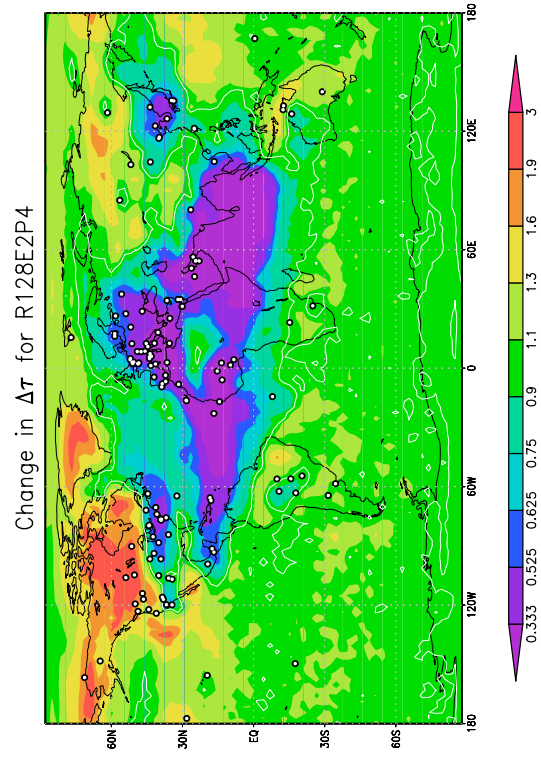 Change in Δτ for R128E2P4
180
120E
60E
0
60W
120W
180
60N
30N
EQ
30S
60S
3
1.9
1.6
1.3
1.1
0.9
0.75
0.625
0.525
0.333